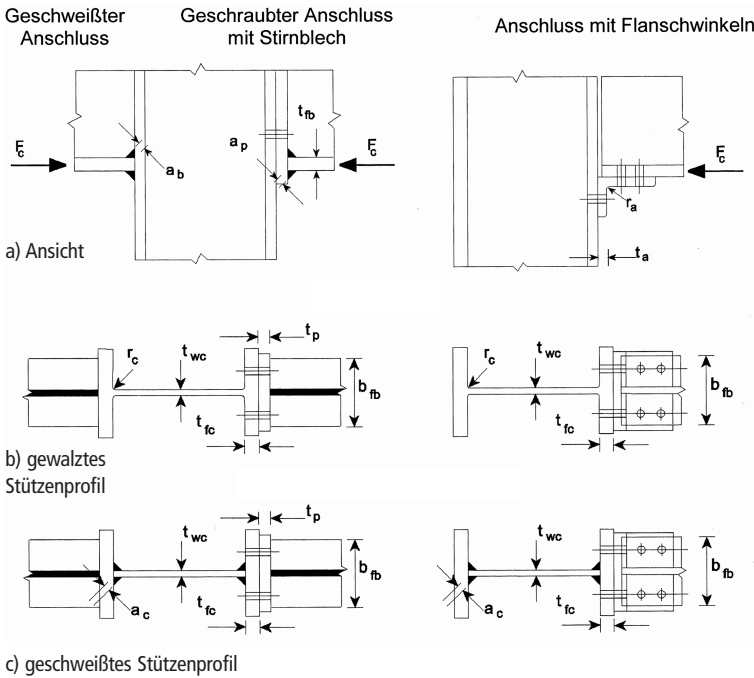 Geschweißter
Anschluss
Geschraubter Anschluss
mit Stirnblech
Anschluss mit Flanschwinkeln
F_c
a_b
a_p
t_fb
F_c
F_c
r_a
t_a
a) Ansicht
r_c
t_wc
t_p
b_fb
t_fc
r_c
t_wc
b_fb
t_fc
b) gewalztes
Stützenprofil
t_wc
t_p
b_fb
a_c
t_fc
t_wc
b_fb
a_c
t_fc
c) geschweißtes Stützenprofil